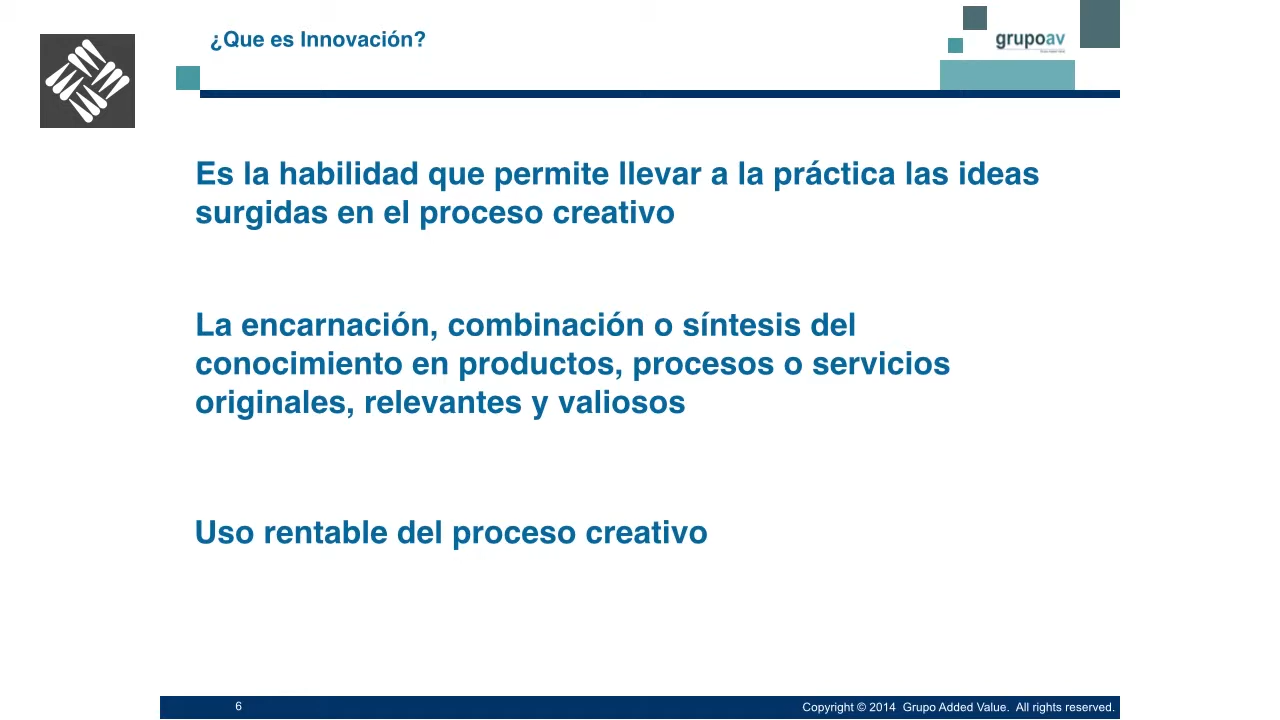 ¿Que es Innovación?
grupoav
Es la habilidad que permite llevar a la práctica las ideas
surgidas en el proceso creativo
La encarnación, combinación o síntesis del
conocimiento en productos, procesos o servicios
originales, relevantes y valiosos
Uso rentable del proceso creativo
6
Copyright © 2014 Grupo Added Value. All rights reserved.